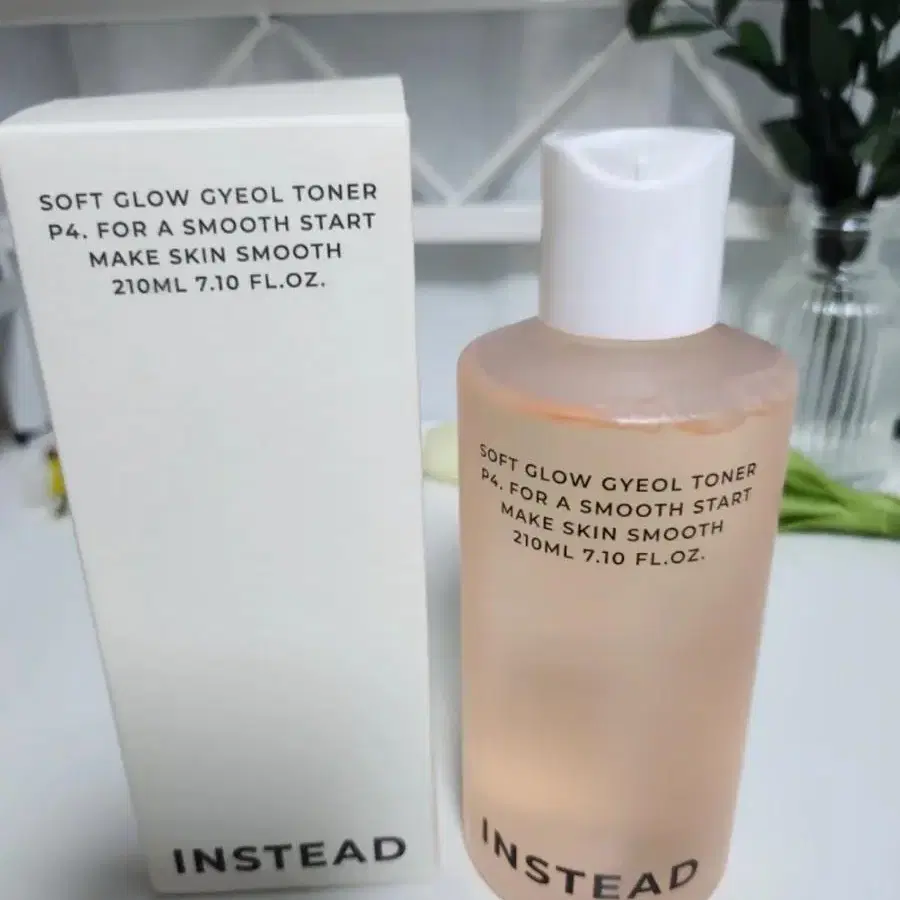 SOFT GLOW GYEOL TONER
P4. FOR A SMOOTH START
MAKE SKIN SMOOTH
210ML 7.10 FL.OZ.
INSTEAD
SOFT GLOW GYEOL TONER
P4. FOR A SMOOTH START
MAKE SKIN SMOOTH
210ML 7.10 FL.OZ.
INSTEAD